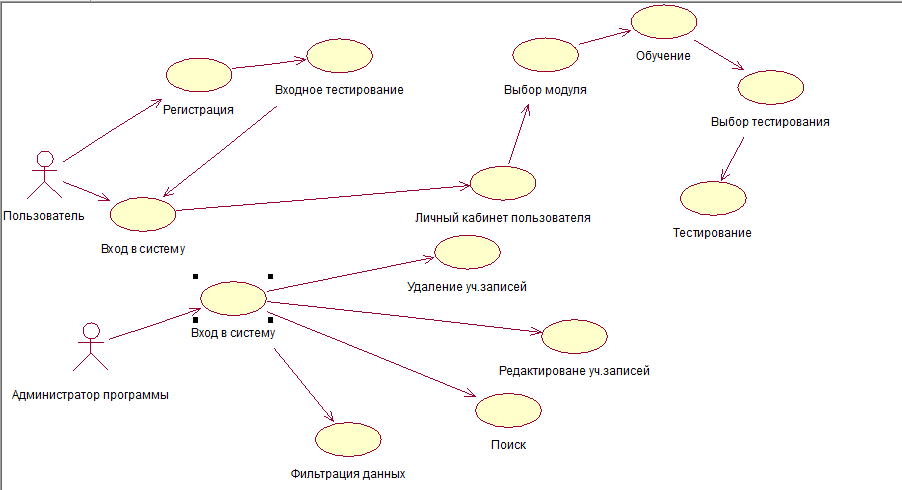 Обучение
Входное тестирование
Выбор модуля
Регистрация
Выбор тестирования
Пользователь
Личный кабинет пользователя
Тестирование
Вход в систему
Удаление уч.записей
Вход в систему
Редактироване уч.записей
Администратор программы
Поиск
Фильтрация данных